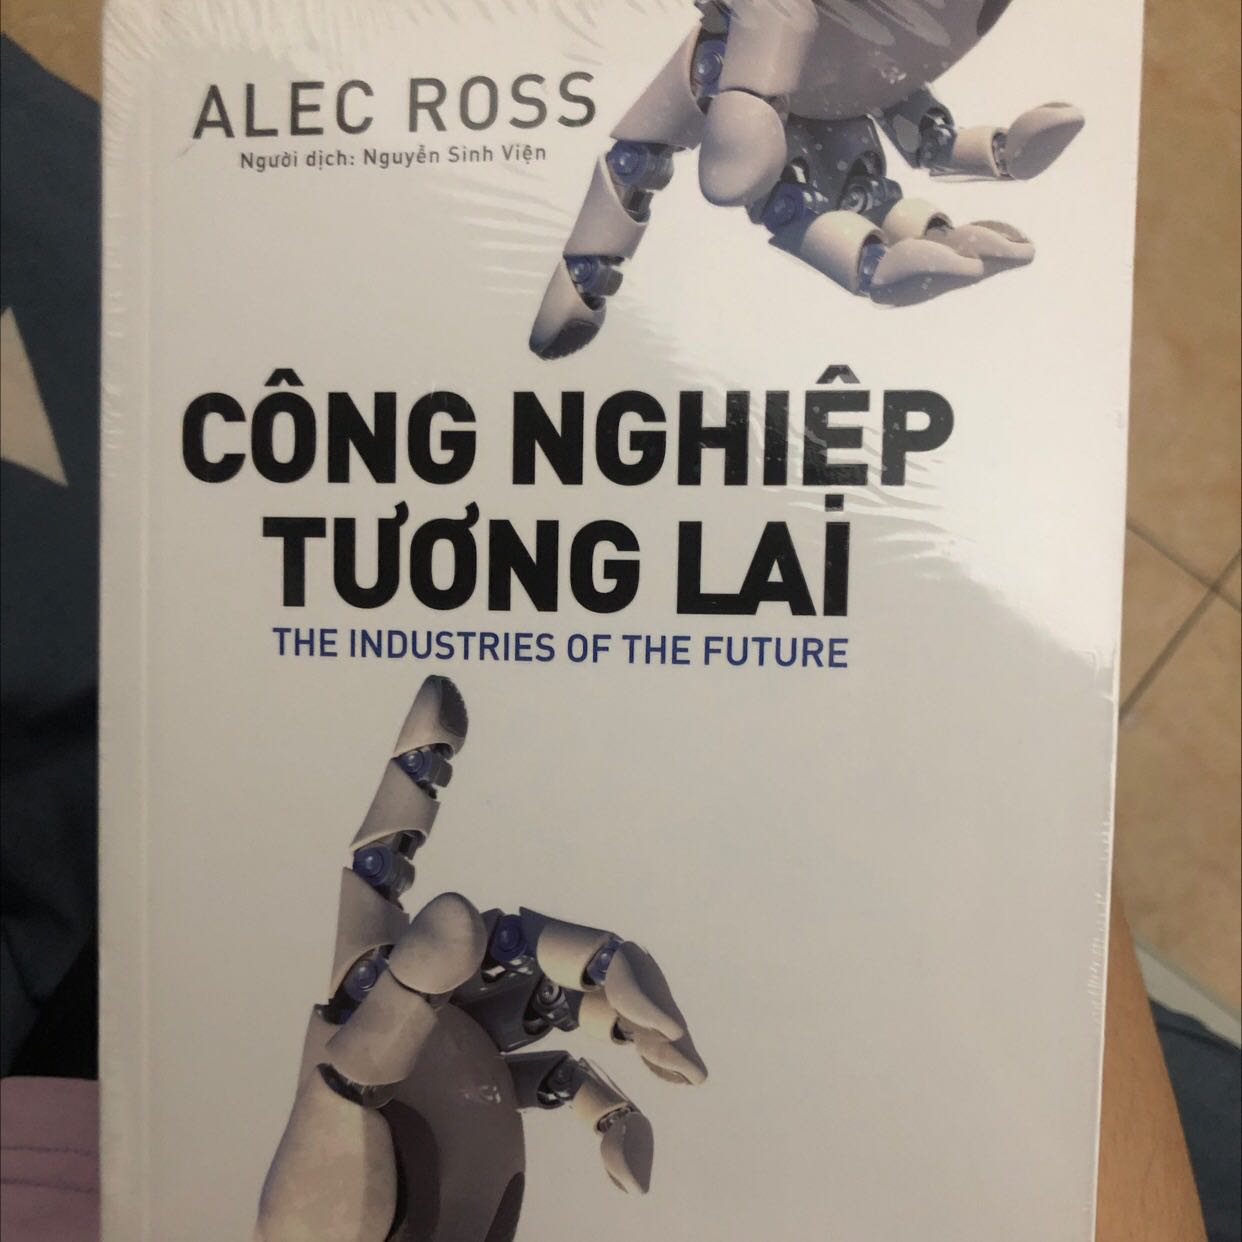 ALEC ROSS
Người dịch: Nguyễn Sinh Viện
CÔNG NGHIỆP
TƯƠNG LAI
THE INDUSTRIES OF THE FUTURE